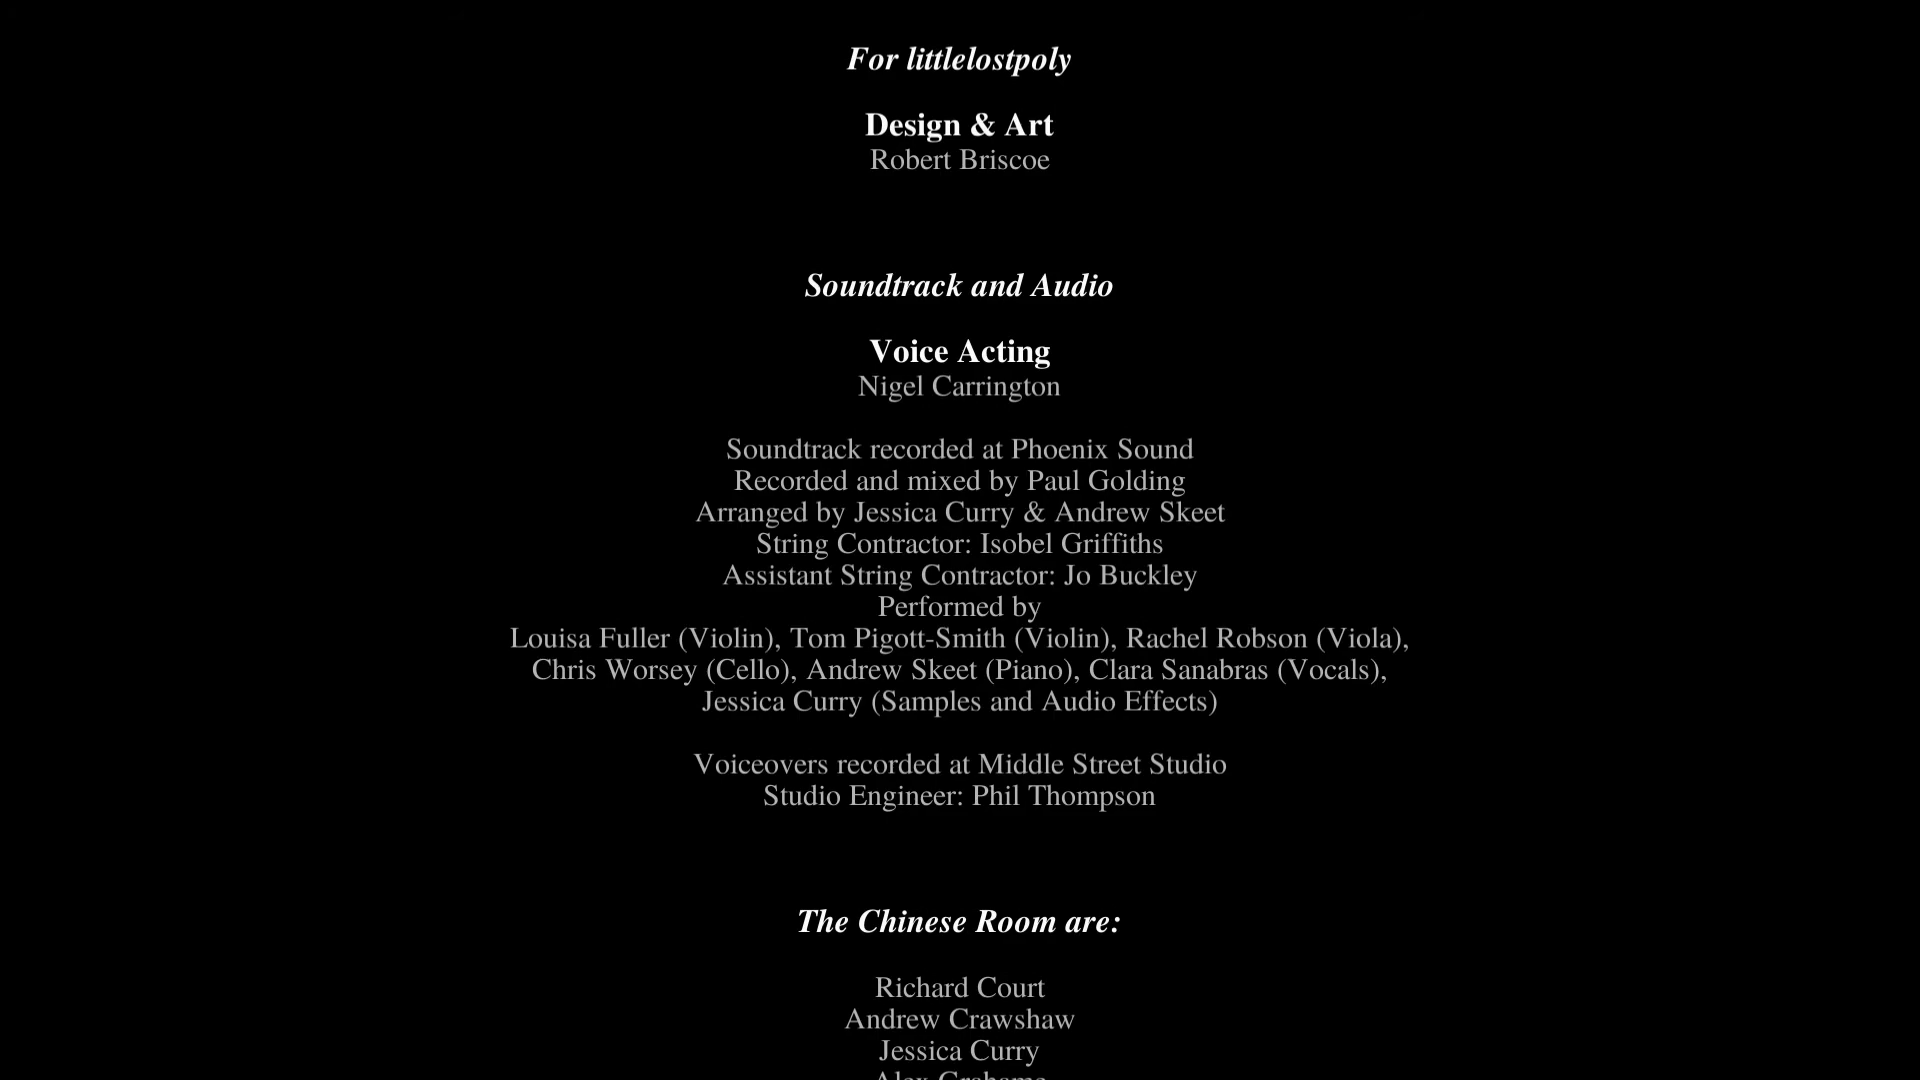 For littlelostpoly
Design & Art
Robert Briscoe
Soundtrack and Audio
Voice Acting
Nigel Carrington
Soundtrack recorded at Phoenix Sound
Recorded and mixed by Paul Golding
Arranged by Jessica Curry & Andrew Skeet
String Contractor: Isobel Griffiths
Assistant String Contractor: Jo Buckley
Performed by
Louisa Fuller (Violin), Tom Pigott-Smith (Violin), Rachel Robson (Viola),
Chris Worsey (Cello), Andrew Skeet (Piano), Clara Sanabras (Vocals),
Jessica Curry (Samples and Audio Effects)
Voiceovers recorded at Middle Street Studio
Studio Engineer: Phil Thompson
The Chinese Room are:
Richard Court
Andrew Crawshaw
Jessica Curry